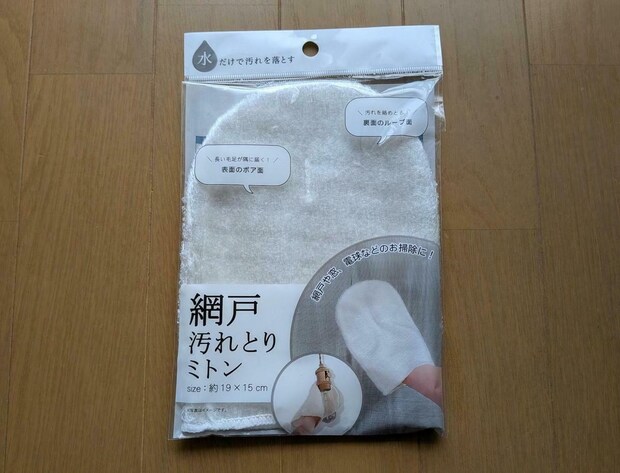 水だけで汚れを落とす
汚れを絡めとる！
裏面のループ面
＼長い毛足が隅に届く！／
表面のボア面
網戸や窓、電球などのお掃除に！
網戸
汚れとり
ミトン
size：約19×15cm